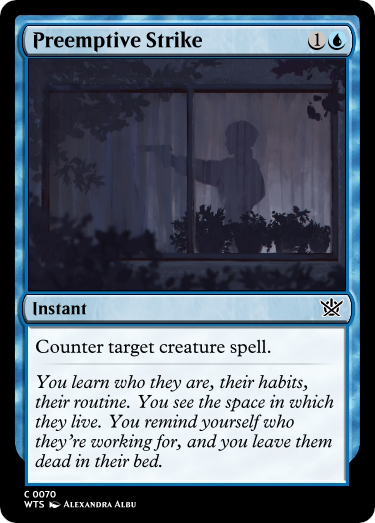 Preemptive Strike 1
Instant
Counter target creature spell.
You learn who they are, their habits,
their routine. You see the space in which
they live. You remind yourself who
they're working for, and you leave them
dead in their bed.
C 0070
WTS Alexandra Albu